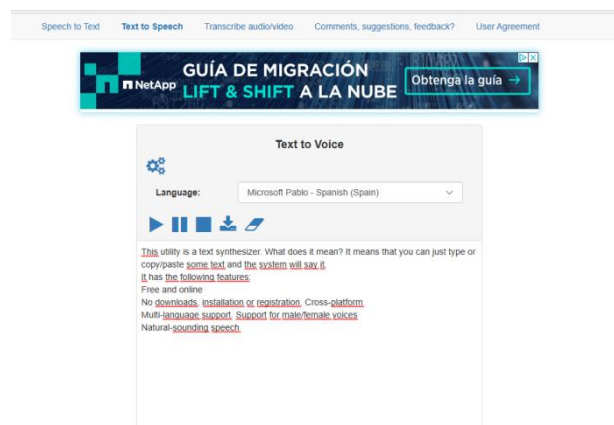 Speech to Text Text to Speech Transcribe audio/video Comments, suggestions, feedback? User Agreement
NetApp
GUÍA DE MIGRACIÓN
LIFT & SHIFT A LA NUBE
Obtenga la guía →
Text to Voice
Language: Microsoft Pablo - Spanish (Spain)
This utility is a text synthesizer. What does it mean? It means that you can just type or
copy/paste some text and the system will say it.
It has the following features:
Free and online
No downloads, installation or registration, Cross-platform
Multi-language support, Support for male/female voices
Natural-sounding speech